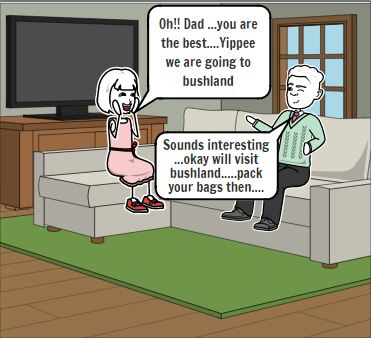 Oh!! Dad ...you are
the best....Yippee
we are going to
bushland
Sounds interesting
...okay will visit
bushland.....pack
your bags then....